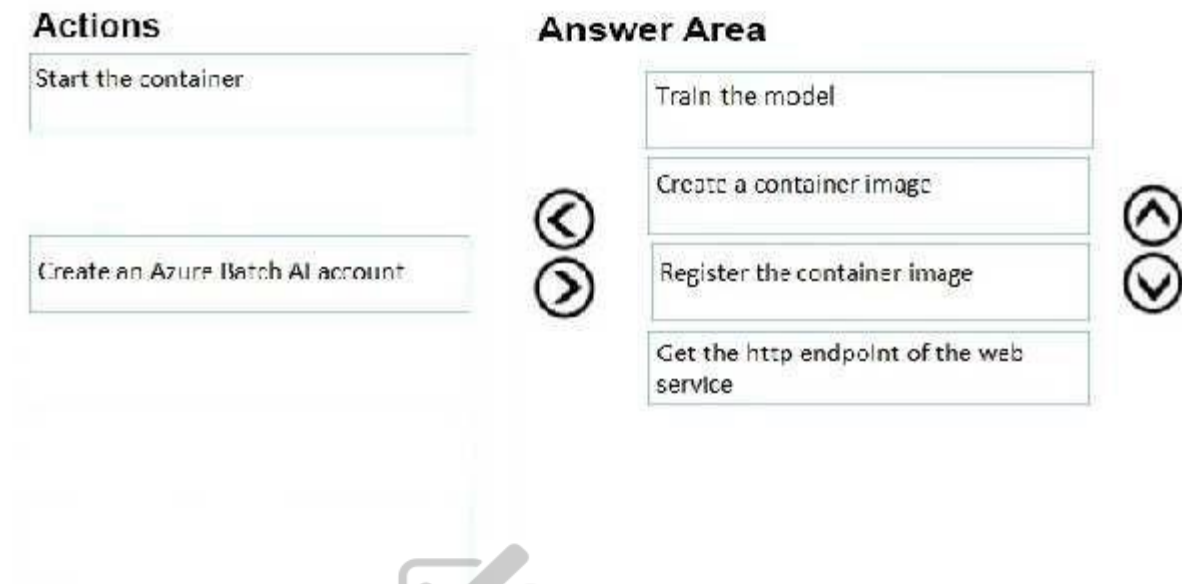 Actions
Start the container
Create an Azure Batch AI account
Answer Area
Train the model
Create a container image
Register the container image
Get the http endpoint of the web
service